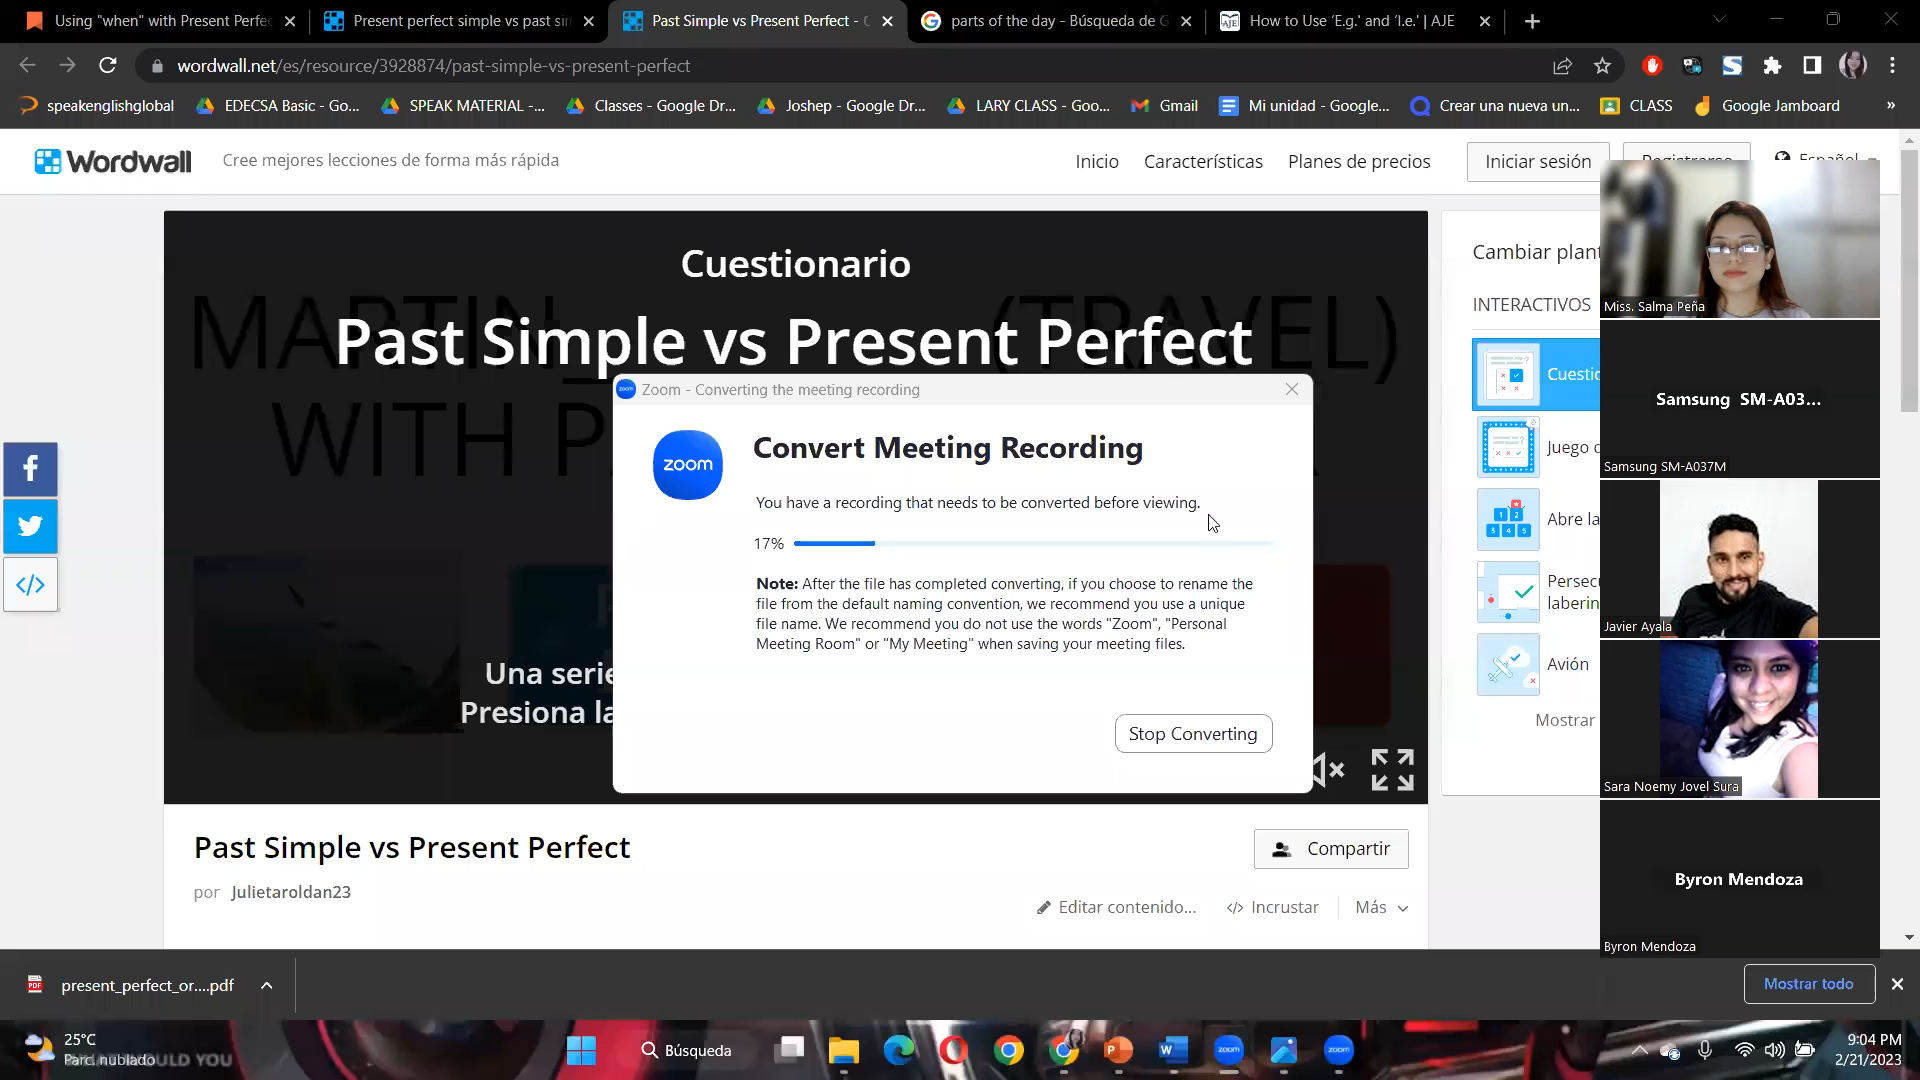 Using "when" with Present Perfec
Present perfect simple vs past sim
Past Simple vs Present Perfect - C
parts of the day - Búsqueda de G
How to Use 'E.g.' and 'I.e.' | AJE
wordwall.net/es/resource/3928874/past-simple-vs-present-perfect
speakenglishglobal
EDECSA Basic - Go...
SPEAK MATERIAL -...
Classes - Google Dr...
Joshep - Google Dr...
LARY CLASS - Goo...
Gmail
Mi unidad - Google...
Crear una nueva un...
CLASS
Google Jamboard
»
Wordwall
Cree mejores lecciones de forma más rápida
Inicio
Características
Planes de precios
Iniciar sesión
Registrarse
Español
Cuestionario
MARTIN (TRAVEL)
Past Simple vs Present Perfect
WITH P
Una serie
Presiona la
Zoom - Converting the meeting recording
zoom
Convert Meeting Recording
You have a recording that needs to be converted before viewing.
17%
Note: After the file has completed converting, if you choose to rename the
file from the default naming convention, we recommend you use a unique
file name. We recommend you do not use the words "Zoom", "Personal
Meeting Room" or "My Meeting" when saving your meeting files.
Stop Converting
Cambiar plant
INTERACTIVOS
Cuestic
Juego c
Abre la
Persecu
laberin
Avión
Mostrar
Miss. Salma Peña
Samsung SM-A03...
Samsung SM-A037M
Javier Ayala
Sara Noemy Jovel Sura
Byron Mendoza
Byron Mendoza
Past Simple vs Present Perfect
Compartir
por Julietaroldan23
Editar contenido...
Incrustar
Más
present_perfect_or....pdf
Mostrar todo
25°C
Parc. nublado
OULD YOU
Búsqueda
9:04 PM
2/21/2023